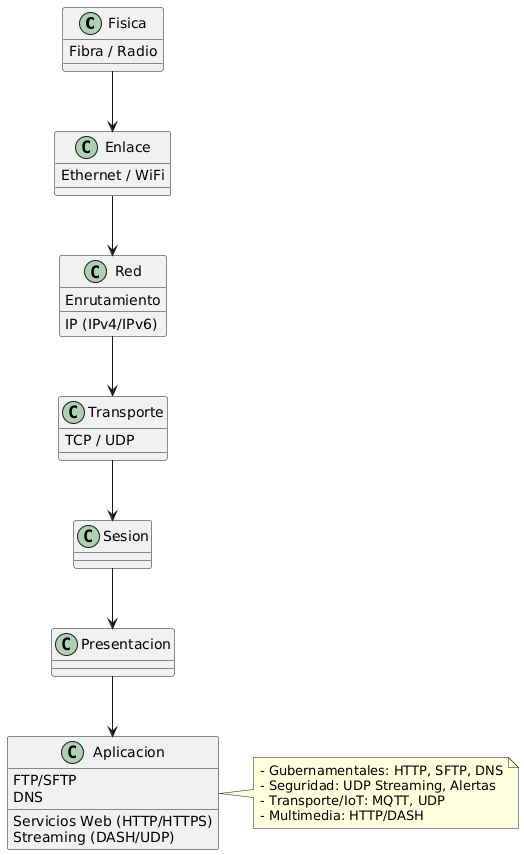 C Fisica
Fibra / Radio
C Enlace
Ethernet / WiFi
C Red
Enrutamiento
IP (IPv4/IPv6)
C Transporte
TCP / UDP
C Sesion
C Presentacion
C Aplicacion
FTP/SFTP
DNS
Servicios Web (HTTP/HTTPS)
Streaming (DASH/UDP)
- Gubernamentales: HTTP, SFTP, DNS
- Seguridad: UDP Streaming, Alertas
- Transporte/IoT: MQTT, UDP
- Multimedia: HTTP/DASH